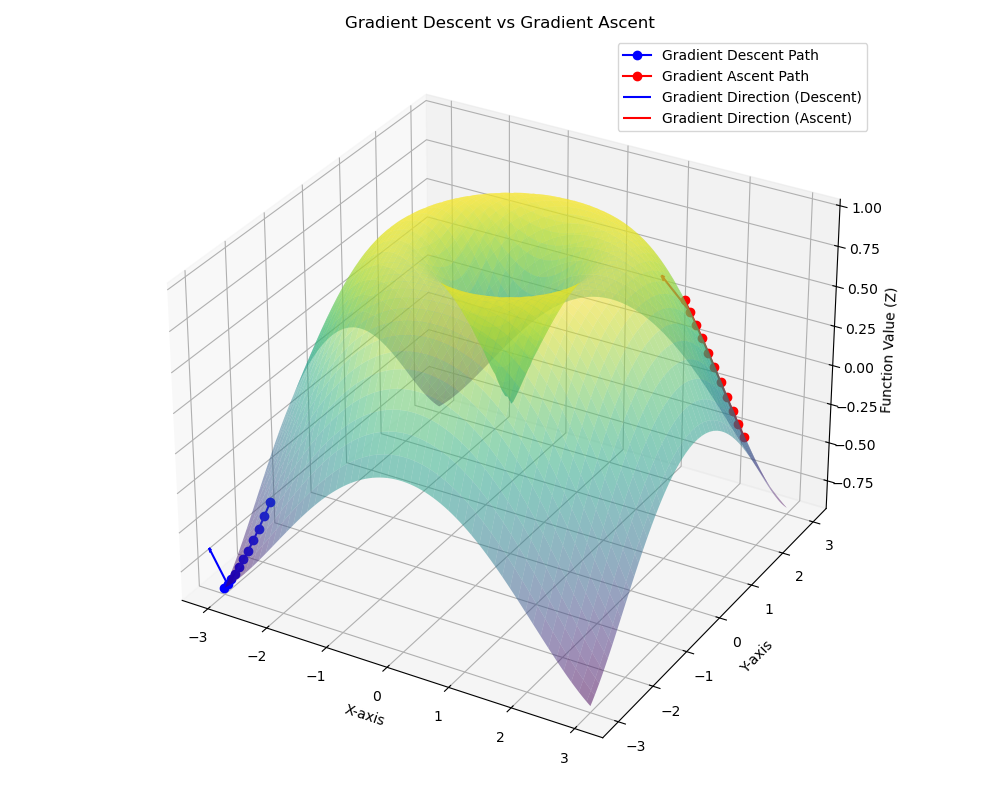 Gradient Descent vs Gradient Ascent
Gradient Descent Path
Gradient Ascent Path
Gradient Direction (Descent)
Gradient Direction (Ascent)
1.00
0.75
0.50
0.25
0.00
−0.25
−0.50
−0.75
Function Value (Z)
3
2
1
0
−1
−2
−3
Y-axis
−3
−2
−1
0
1
2
3
X-axis